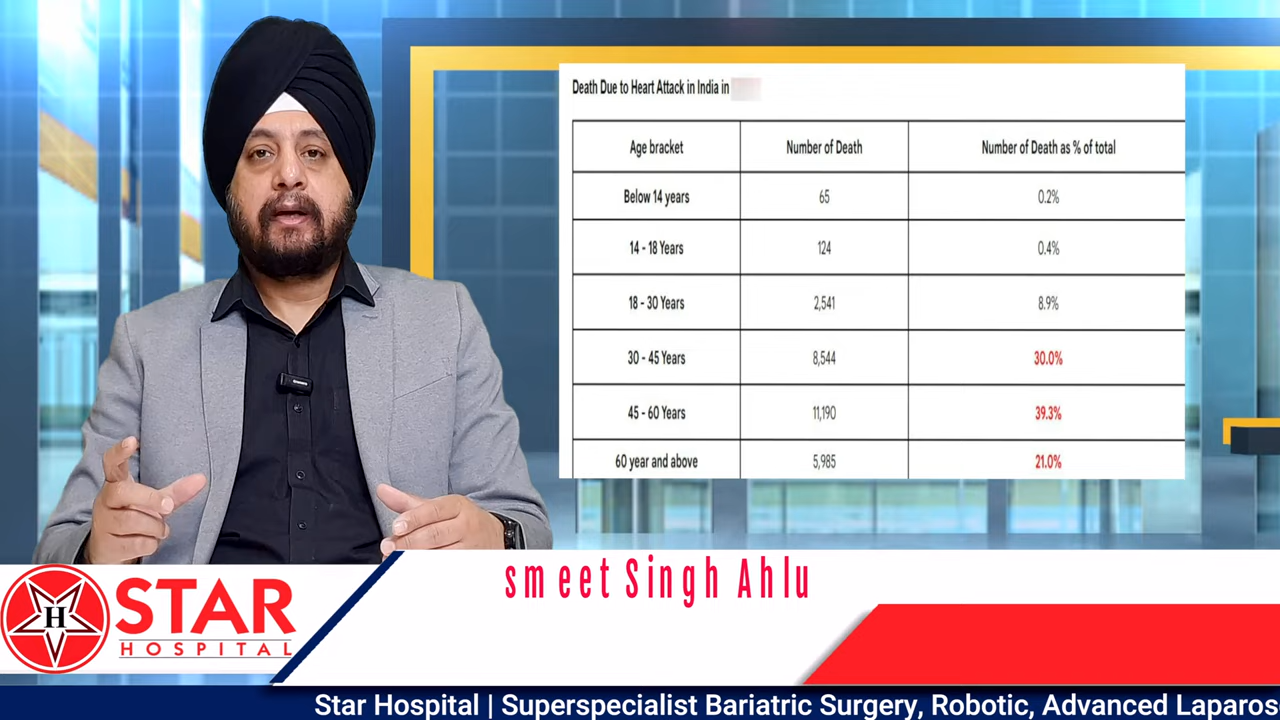 Death Due to Heart Attack in India in
Age bracket Number of Death Number of Death as % of total
Below 14 years 65 0.2%
14 - 18 Years 124 0.4%
18 - 30 Years 2,541 8.9%
30 - 45 Years 8,544 30.0%
45 - 60 Years 11,190 39.3%
60 year and above 5,985 21.0%
smeet Singh Ahlu
H STAR
HOSPITAL
Star Hospital | Superspecialist Bariatric Surgery, Robotic, Advanced Laparos